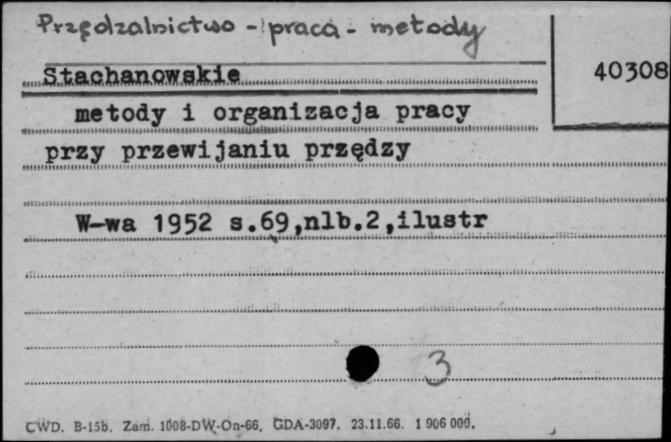 Przędzalnictwo - praca - metody
Stachanowskie
40308
metody i organizacja pracy
przy przewijaniu przędzy
W-wa 1952 s.69,nlb.2,ilustr
3
CWD. B-15b. Zam. 1008-DW-On-66. GDA-3097. 23.11.66. 1 906 000.